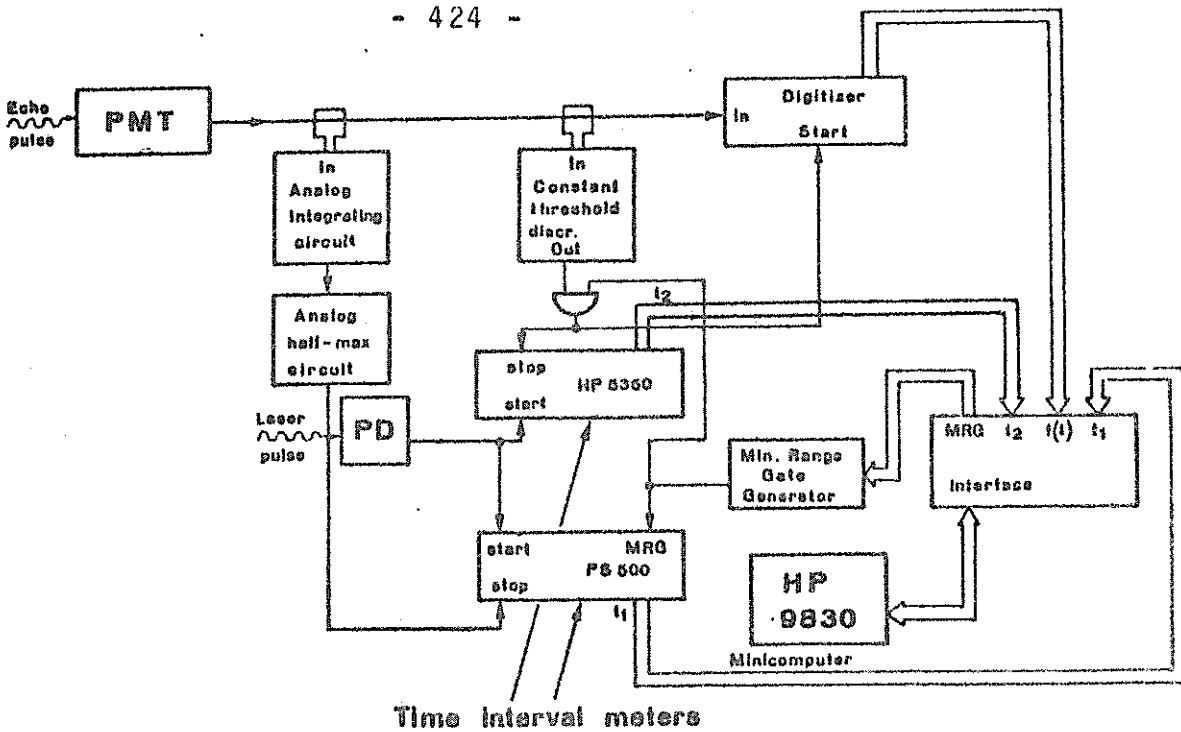 - 424 -
Echo
pulse
PMT
In
Analog
integrating
circuit
In
Constant
threshold
discr.
Out
Digitiser
In
Start
Analog
half-max
circuit
t₂
stop
HP 5360
start
Laser
pulse
PD
MRG t₂ f(t) t₁
Interface
Min. Range
Gate
Generator
start MRG
PS 500
stop
t₁
HP
9830
Minicomputer
Time interval meters